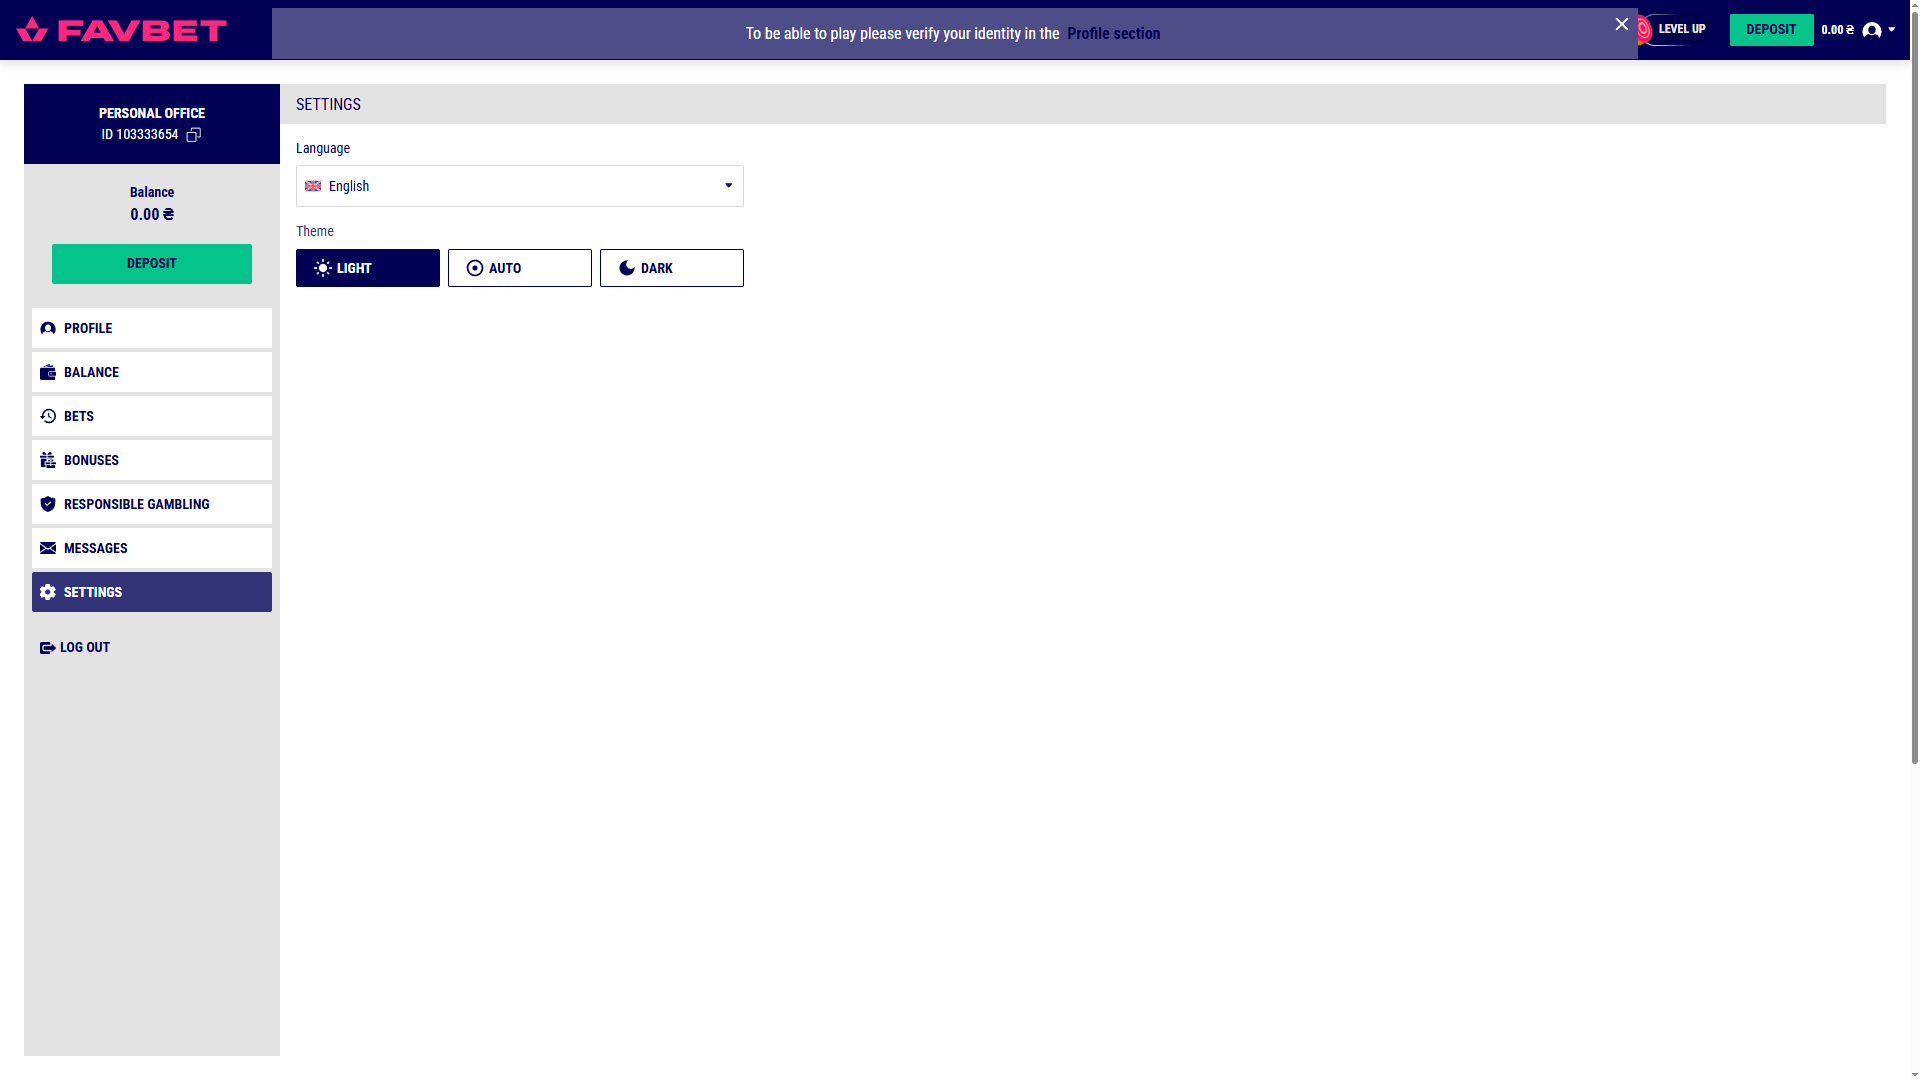 FAVBET
To be able to play please verify your identity in the Profile section
LEVEL UP
DEPOSIT
0.00 ₴
PERSONAL OFFICE
ID 103333654
Balance
0.00 ₴
DEPOSIT
PROFILE
BALANCE
BETS
BONUSES
RESPONSIBLE GAMBLING
MESSAGES
SETTINGS
LOG OUT
SETTINGS
Language
English
Theme
LIGHT
AUTO
DARK